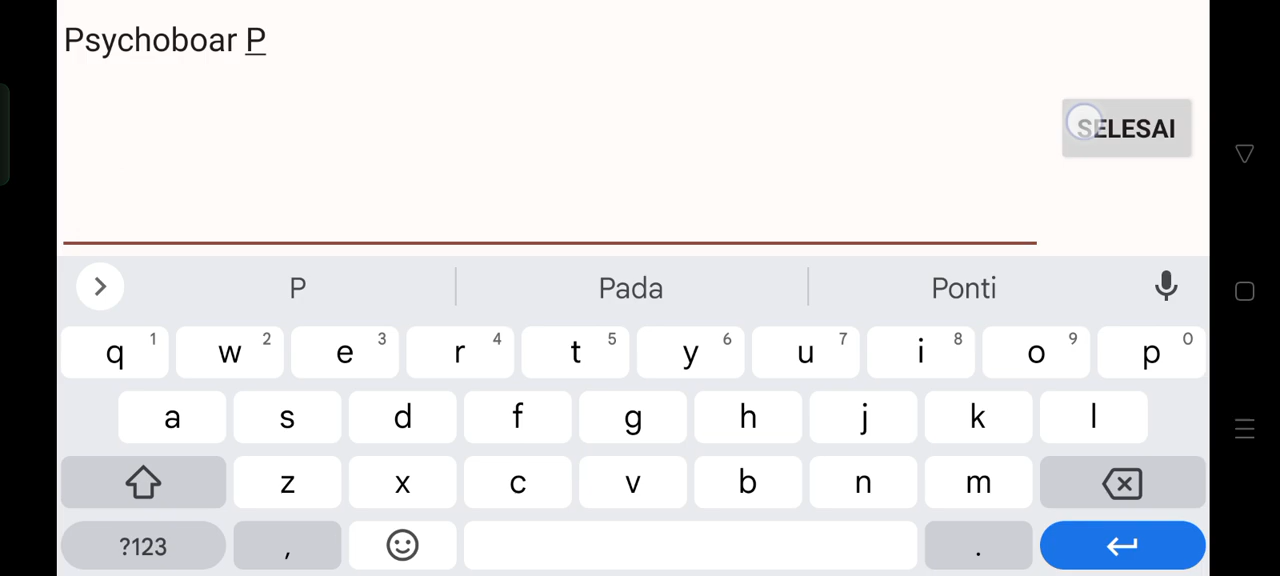 Psychoboar P
SELESAI
P Pada Ponti
q 1 w 2 e 3 r 4 t 5 y 6 u 7 i 8 o 9 p 0
a s d f g h j k l
z x c v b n m
?123 , .